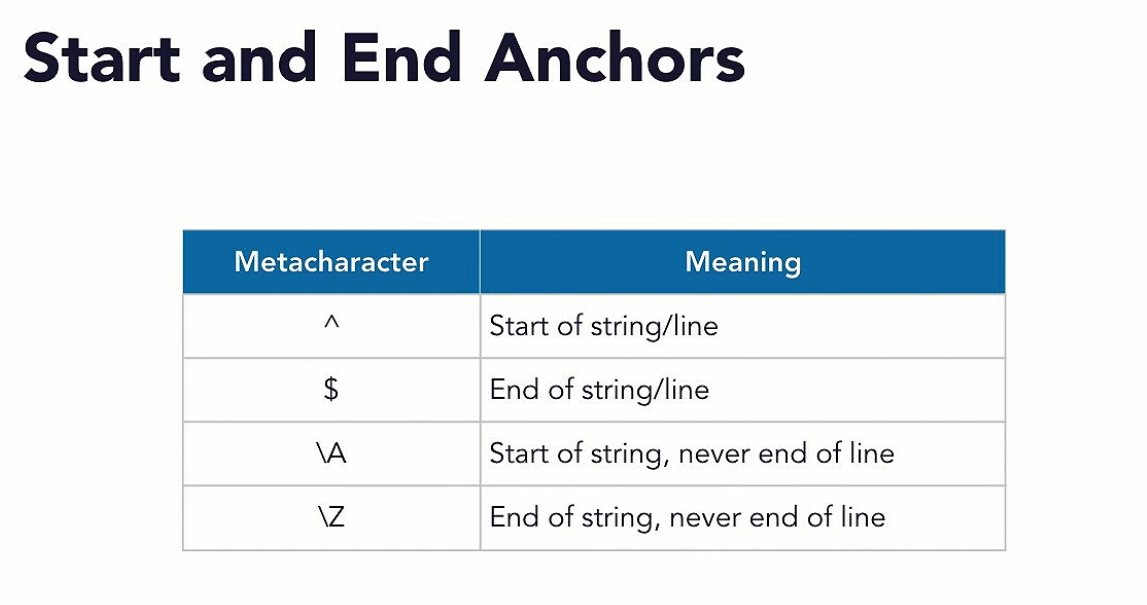 Start and End Anchors
Metacharacter Meaning
^ Start of string/line
$ End of string/line
\A Start of string, never end of line
\Z End of string, never end of line